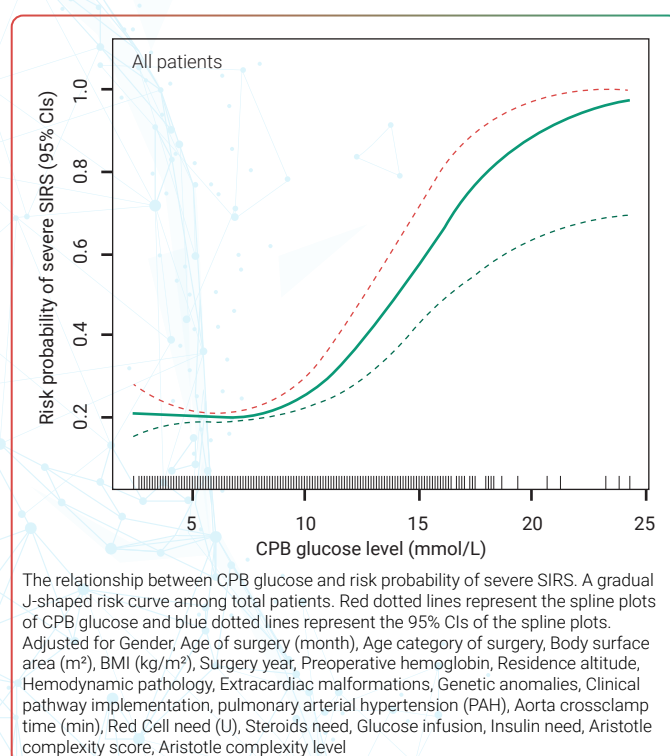 All patients
Risk probability of severe SIRS (95% CIs)
1.0
0.8
0.6
0.4
0.2
5 10 15 20 25
CPB glucose level (mmol/L)
The relationship between CPB glucose and risk probability of severe SIRS. A gradual
J-shaped risk curve among total patients. Red dotted lines represent the spline plots
of CPB glucose and blue dotted lines represent the 95% CIs of the spline plots.
Adjusted for Gender, Age of surgery (month), Age category of surgery, Body surface
area (m²), BMI (kg/m²), Surgery year, Preoperative hemoglobin, Residence altitude,
Hemodynamic pathology, Extracardiac malformations, Genetic anomalies, Clinical
pathway implementation, pulmonary arterial hypertension (PAH), Aorta crossclamp
time (min), Red Cell need (U), Steroids need, Glucose infusion, Insulin need, Aristotle
complexity score, Aristotle complexity level